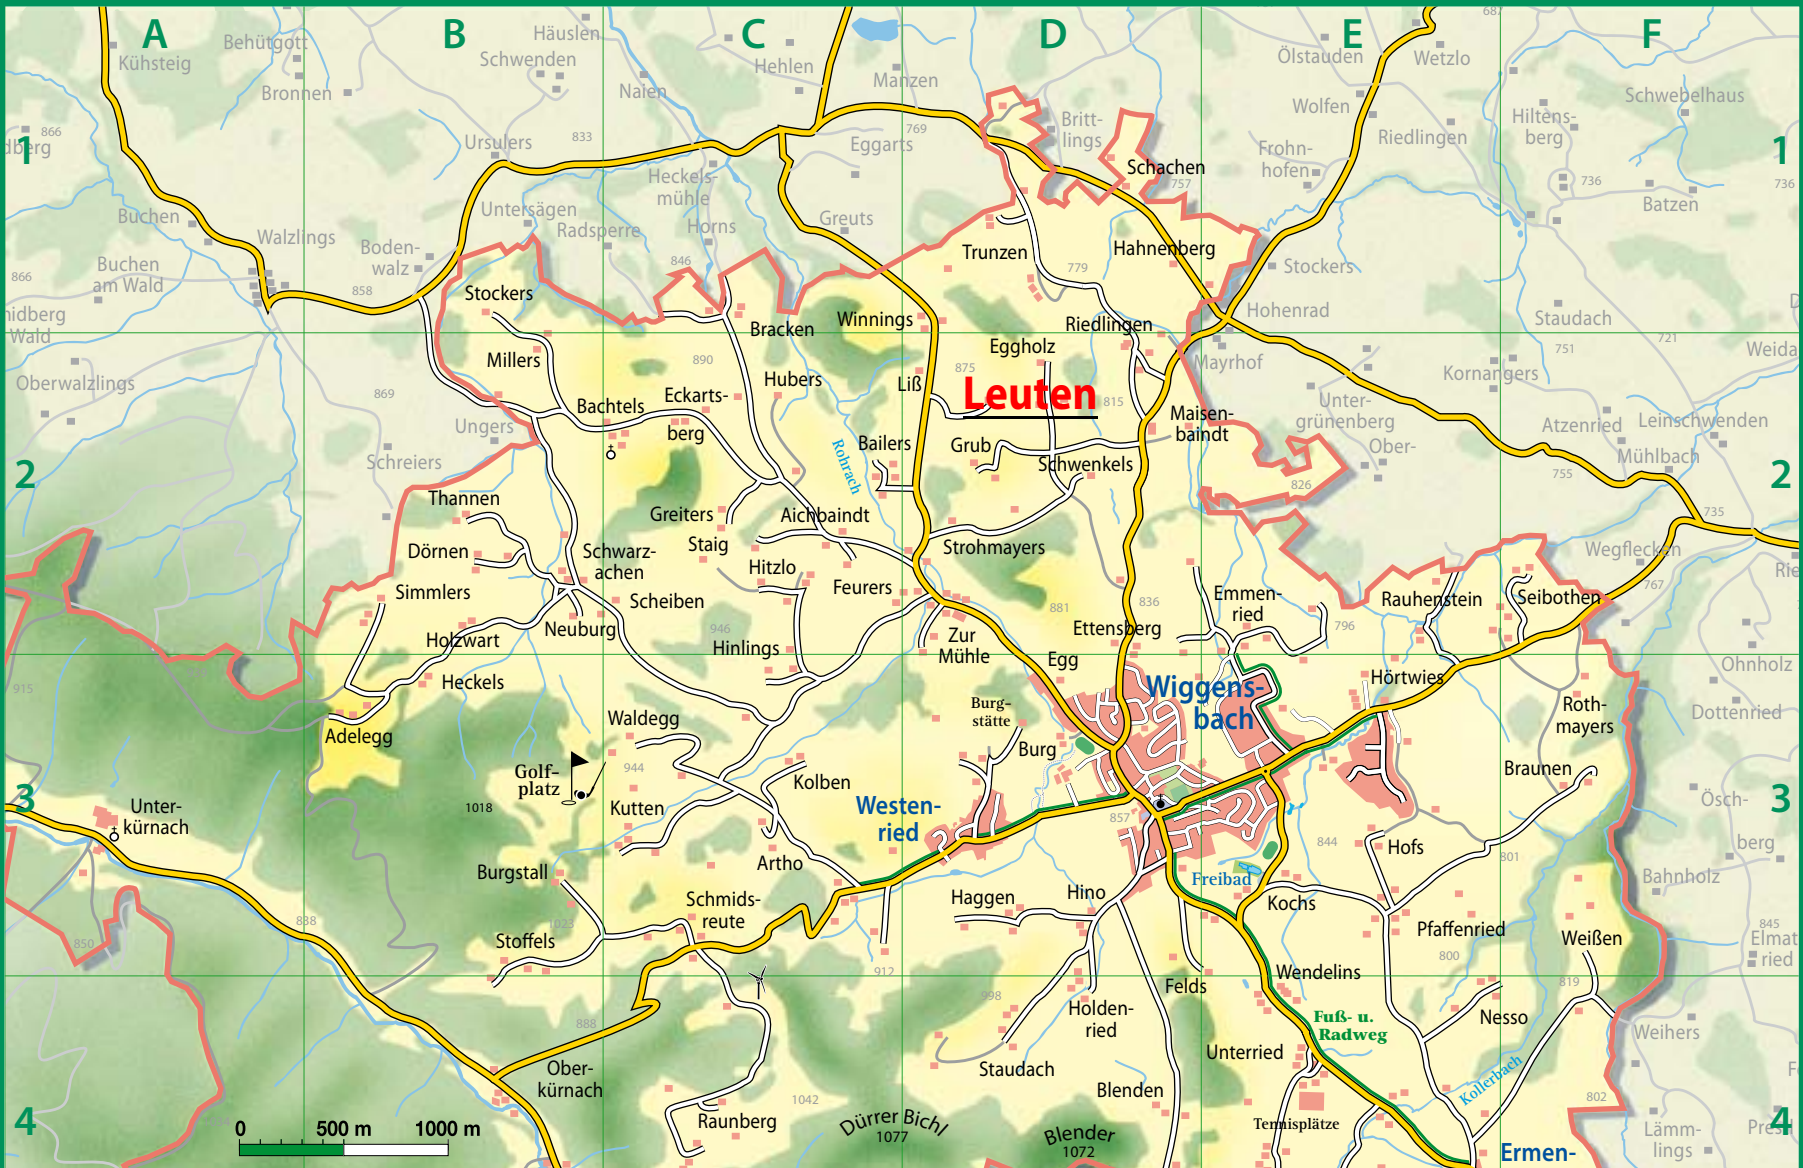 A
B
C
D
E
F
1
1
2
2
3
3
4
4
Kühsteig
Behütgott
Bronnen
Häuslen
Schwenden
Naien
Hehlen
Manzen
Britt-
lings
Schachen
Ölstauden
Wetzlo
Wolfen
Riedlingen
Frohn-
hofen
Hiltens-
berg
Schwebelhaus
Batzen
687
866
dberg
Ursulers
833
769
Eggarts
Heckels-
mühle
757
736
736
Buchen
Walzlings
Untersägen
Radsperre
Horns
Greuts
Boden-
walz
Buchen
am Wald
866
858
846
Trunzen
Hahnenberg
779
Stockers
Stockers
nidberg
Wald
Hohenrad
Staudach
721
Weida
Winnings
Bracken
Riedlingen
Eggholz
Mayrhof
751
Kornangers
Millers
890
Hubers
875
Liß
Leuten
815
Oberwalzlings
869
Eckarts-
berg
Bachtels
Maisen-
baindt
Unter-
grünenberg
Ober-
Atzenried
Leinschwenden
Mühlbach
Ungers
Schreiers
Rohrach
Bailers
Grub
Schwenkels
826
755
735
Thannen
Greiters
Aichbaindt
Staig
Strohmayers
Wegflecken
767
Rie
Dörnen
Schwarz-
achen
Hitzlo
Feurers
Simmlers
Scheiben
881
836
Emmen-
ried
796
Rauhenstein
Seibothen
Holzwart
Neuburg
946
Hinlings
Zur
Mühle
Ettensberg
Egg
Ohnholz
915
Heckels
Wiggens-
bach
Hörtwies
Roth-
mayers
Dottenried
Adelegg
Waldegg
Burg-
stätte
Burg
Golf-
platz
944
Kolben
Braunen
1018
Kutten
Westen-
ried
Unter-
kürnach
857
844
Hofs
801
Ösch-
berg
Burgstall
Artho
Freibad
Bahnholz
Schmids-
reute
Haggen
Hino
Kochs
838
1023
Stoffels
850
Pfaffenried
Weißen
845
Elmat
ried
912
800
Wendelins
819
Felds
998
Holden-
ried
Fuß- u.
Radweg
Nesso
Weihers
888
Unterried
Staudach
Ober-
kürnach
Kollerbach
Blenden
802
1042
Raunberg
Dürrer Bichl
1077
Blender
1072
Tennisplätze
Lämm-
lings
0
500 m
1000 m
Ermen-